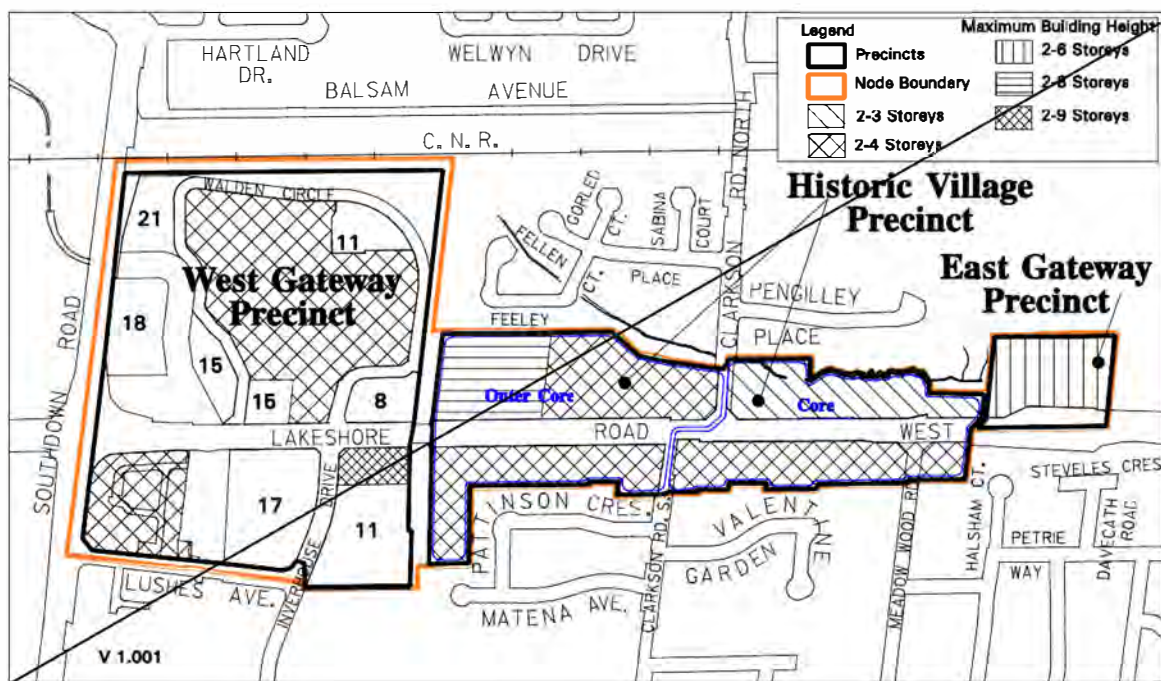 Legend
Precincts
Node Boundary
2-3 Storeys
2-4 Storeys
Maximum Building Height
2-6 Storeys
2-8 Storeys
2-9 Storeys
HARTLAND
DR.
WELWYN DRIVE
BALSAM AVENUE
C. N. R.
CLARKSON RD. NORTH
Historic Village
Precinct
East Gateway
Precinct
WALDEN CIRCLE
21
11
West Gateway
Precinct
18
15
15
8
SOUTHDOWN ROAD
GORLED
CT.
FELLEN
CT.
SABINA
COURT
PLACE
PENGILLEY
PLACE
FEELEY
Outer Core
Core
LAKESHORE ROAD WEST
17
11
INVERHOUSE DRIVE
LUSHES AVE.
PATTINSON CRES.
CLARKSON RD. S.
VALENTINE
GARDEN
MATENA AVE.
MEADOW WOOD RD
HALSHAM CT.
STEVELES CRES
PETRIE
WAY
DAVECATH
ROAD
V 1.001